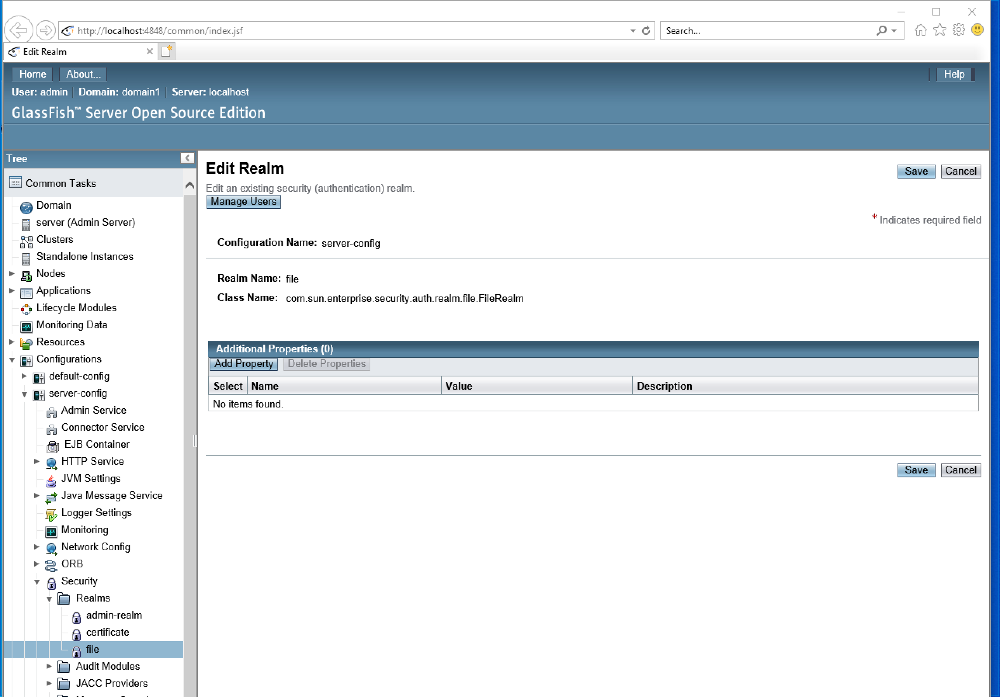 http://localhost:4848/common/index.jsf
Search...
Edit Realm
Home About...
Help
User: admin Domain: domain1 Server: localhost
GlassFish™ Server Open Source Edition
Tree
Common Tasks
Domain
server (Admin Server)
Clusters
Standalone Instances
Nodes
Applications
Lifecycle Modules
Monitoring Data
Resources
Configurations
default-config
server-config
Admin Service
Connector Service
EJB Container
HTTP Service
JVM Settings
Java Message Service
Logger Settings
Monitoring
Network Config
ORB
Security
Realms
admin-realm
certificate
file
Audit Modules
JACC Providers
Edit Realm
Save Cancel
Edit an existing security (authentication) realm.
Manage Users
* Indicates required field
Configuration Name: server-config
Realm Name: file
Class Name: com.sun.enterprise.security.auth.realm.file.FileRealm
Additional Properties (0)
Add Property Delete Properties
Select Name Value Description
No items found.
Save Cancel